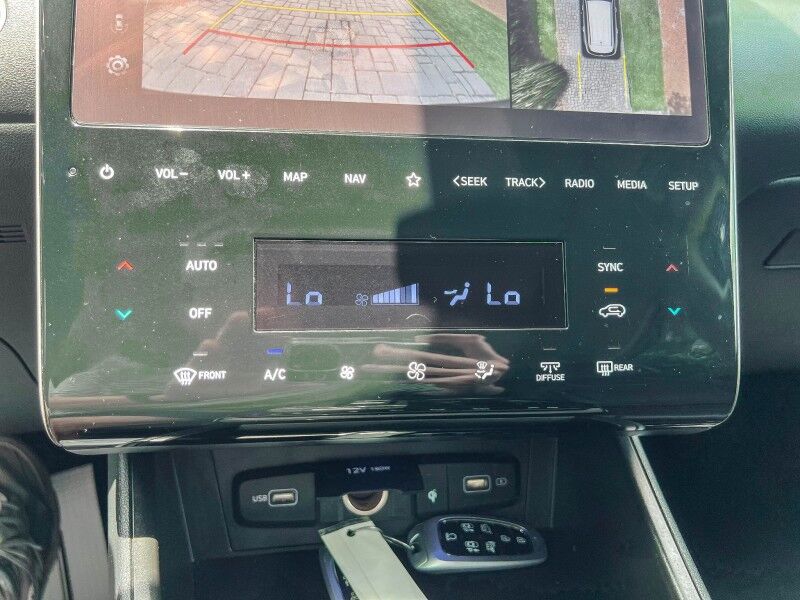 VOL− VOL+ MAP NAV <SEEK TRACK> RADIO MEDIA SETUP
AUTO SYNC
Lo Lo
OFF
FRONT A/C DIFFUSE REAR
12V 180W
USB